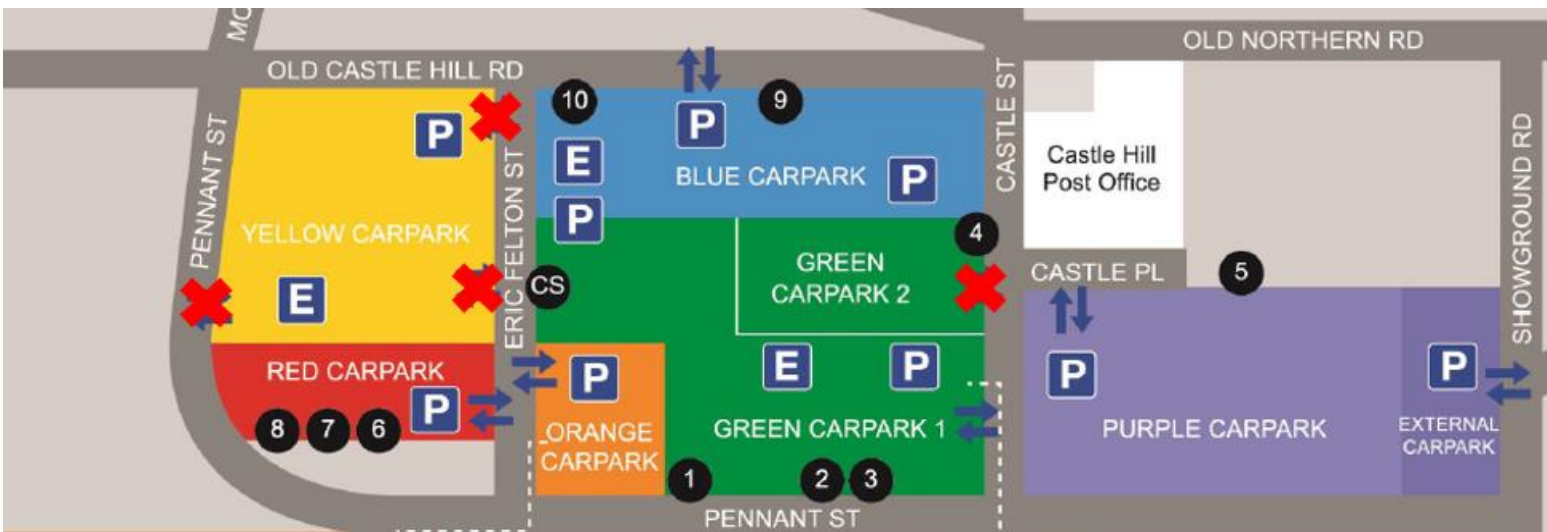 MO
OLD CASTLE HILL RD
OLD NORTHERN RD
PENNANT ST
ERIC FELTON ST
CASTLE ST
SHOWGROUND RD
10
9
P
P
E
BLUE CARPARK
P
P
Castle Hill
Post Office
YELLOW CARPARK
E
CS
4
GREEN
CARPARK 2
CASTLE PL
5
RED CARPARK
P
8
7
6
P
ORANGE
CARPARK
E
P
GREEN CARPARK 1
P
PURPLE CARPARK
P
EXTERNAL
CARPARK
1
2
3
PENNANT ST